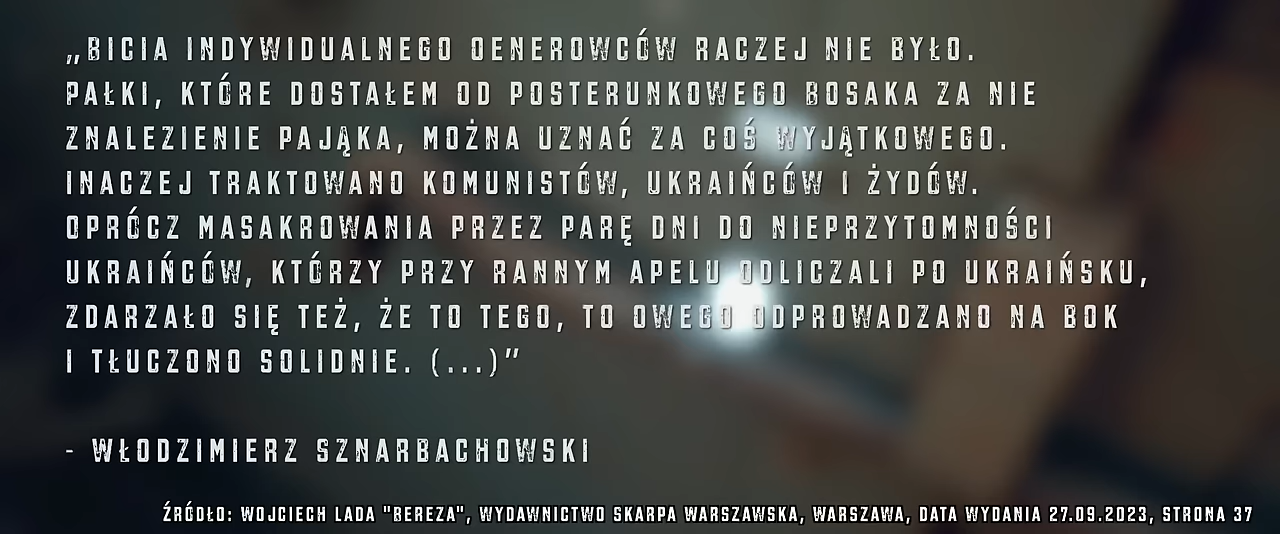 „BICIA INDYWIDUALNEGO OENEROWCÓW RACZEJ NIE BYŁO.
PAŁKI, KTÓRE DOSTAŁEM OD POSTERUNKOWEGO BOSAKA ZA NIE
ZNALEZIENIE PAJĄKA, MOŻNA UZNAĆ ZA COŚ WYJĄTKOWEGO.
INACZEJ TRAKTOWANO KOMUNISTÓW, UKRAIŃCÓW I ŻYDÓW.
OPRÓCZ MASAKROWANIA PRZEZ PARĘ DNI DO NIEPRZYTOMNOŚCI
UKRAIŃCÓW, KTÓRZY PRZY RANNYM APELU ODLICZALI PO UKRAIŃSKU,
ZDARZAŁO SIĘ TEŻ, ŻE TO TEGO, TO OWEGO ODPROWADZANO NA BOK
I TŁUCZONO SOLIDNIE. (...)”
- WŁODZIMIERZ SZNARBACHOWSKI
ŹRÓDŁO: WOJCIECH LADA "BEREZA", WYDAWNICTWO SKARPA WARSZAWSKA, WARSZAWA, DATA WYDANIA 27.09.2023, STRONA 37